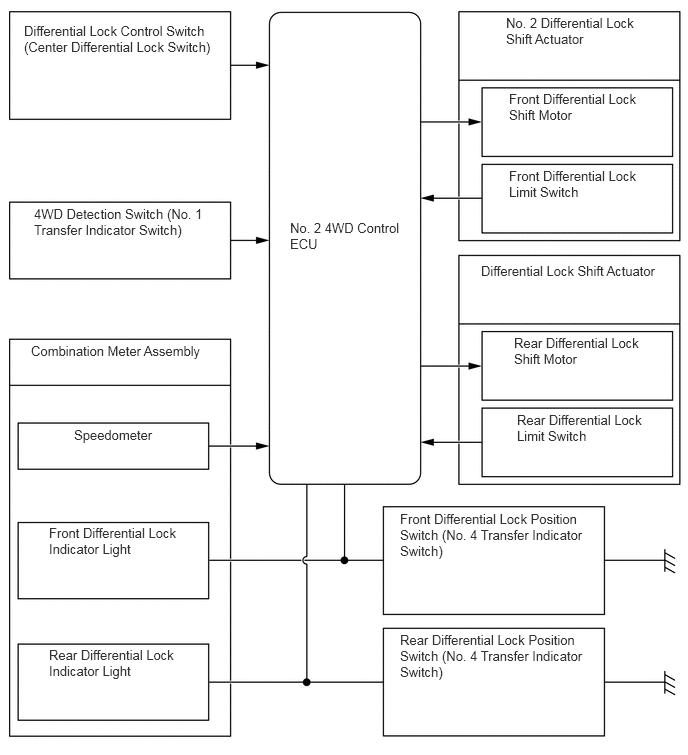 Differential Lock Control Switch
(Center Differential Lock Switch)
4WD Detection Switch (No. 1
Transfer Indicator Switch)
Combination Meter Assembly
Speedometer
Front Differential Lock
Indicator Light
Rear Differential Lock
Indicator Light
No. 2 4WD Control
ECU
No. 2 Differential Lock
Shift Actuator
Front Differential Lock
Shift Motor
Front Differential Lock
Limit Switch
Differential Lock Shift Actuator
Rear Differential Lock
Shift Motor
Rear Differential Lock
Limit Switch
Front Differential Lock Position
Switch (No. 4 Transfer Indicator
Switch)
Rear Differential Lock Position
Switch (No. 4 Transfer Indicator
Switch)